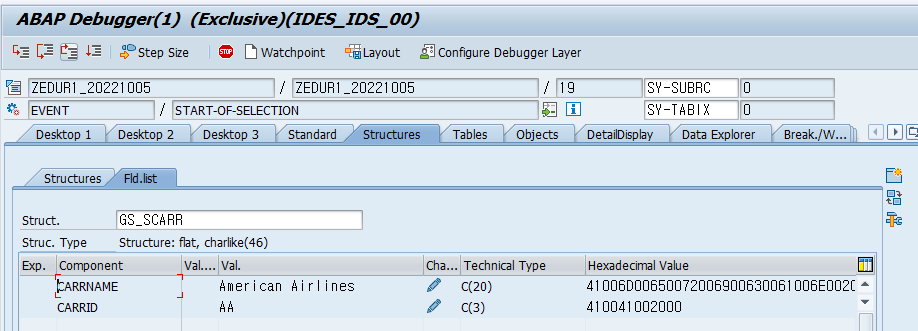 ABAP Debugger(1) (Exclusive)(IDES_IDS_00)
Step Size STOP Watchpoint Layout Configure Debugger Layer
ZEDUR1_20221005 / ZEDUR1_20221005 / 19 SY-SUBRC 0
EVENT / START-OF-SELECTION SY-TABIX 0
Desktop 1 Desktop 2 Desktop 3 Standard Structures Tables Objects DetailDisplay Data Explorer Break./W...
Structures Fld.list
Struct. GS_SCARR
Struc. Type Structure: flat, charlike(46)
Exp. Component Val.... Val. Cha... Technical Type Hexadecimal Value
CARRNAME American Airlines C(20) 41006D00650072006900630061006E0020
CARRID AA C(3) 410041002000